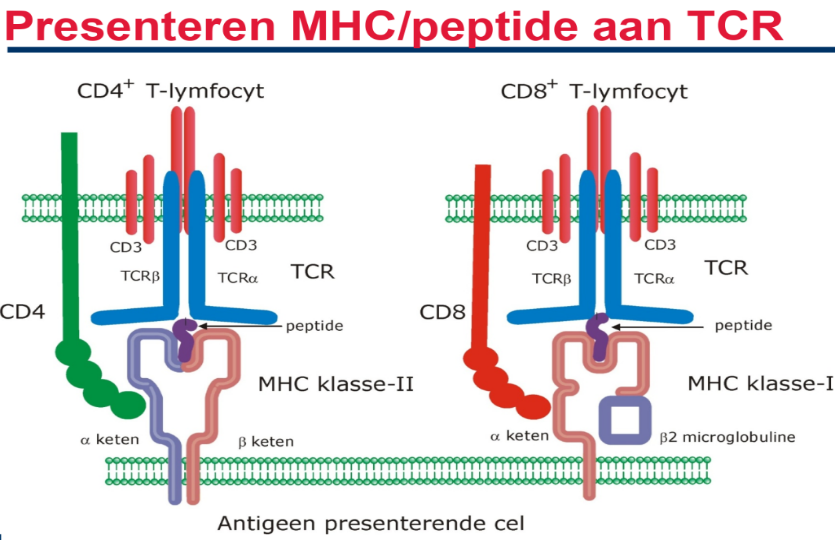 Presenteren MHC/peptide aan TCR
CD4+ T-lymfocyt
CD3
CD3
TCRβ
TCRα
TCR
CD4
peptide
MHC klasse-II
α keten
β keten
CD8+ T-lymfocyt
CD3
CD3
TCRβ
TCRα
TCR
CD8
peptide
MHC klasse-I
α keten
β2 microglobuline
Antigeen presenterende cel